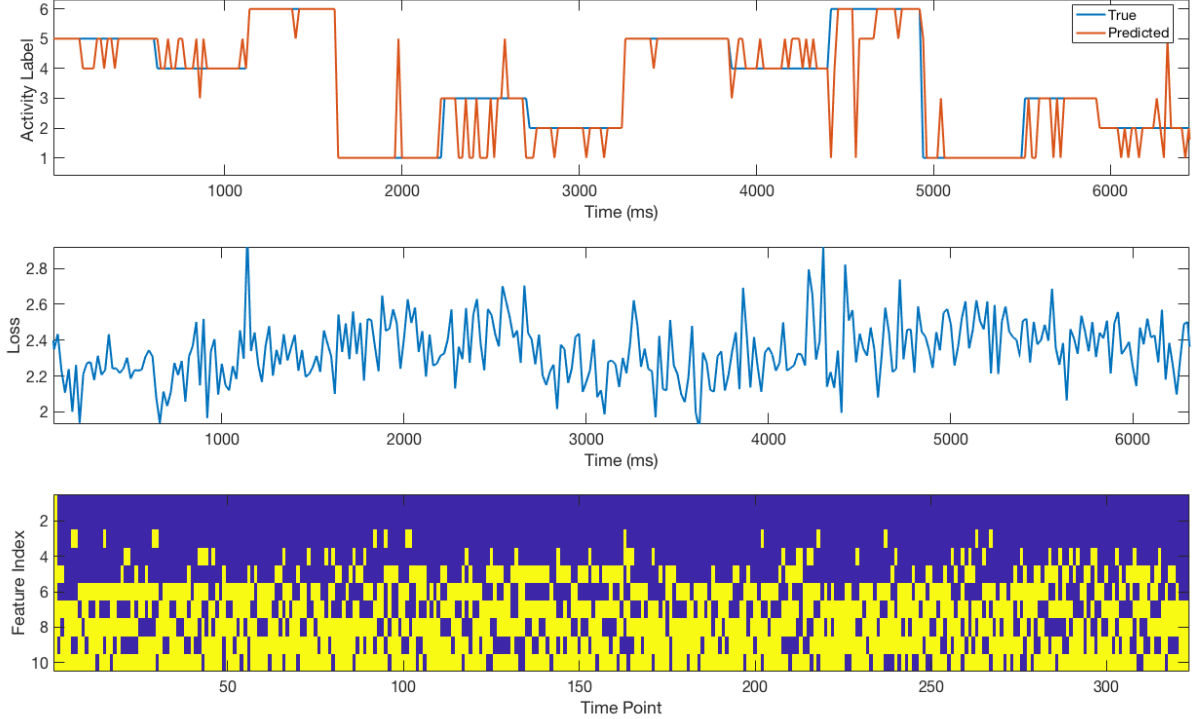 Activity Label
6
5
4
3
2
1
True
Predicted
1000 2000 3000 4000 5000 6000
Time (ms)
Loss
2.8
2.6
2.4
2.2
2
1000 2000 3000 4000 5000 6000
Time (ms)
Feature Index
2
4
6
8
10
50 100 150 200 250 300
Time Point